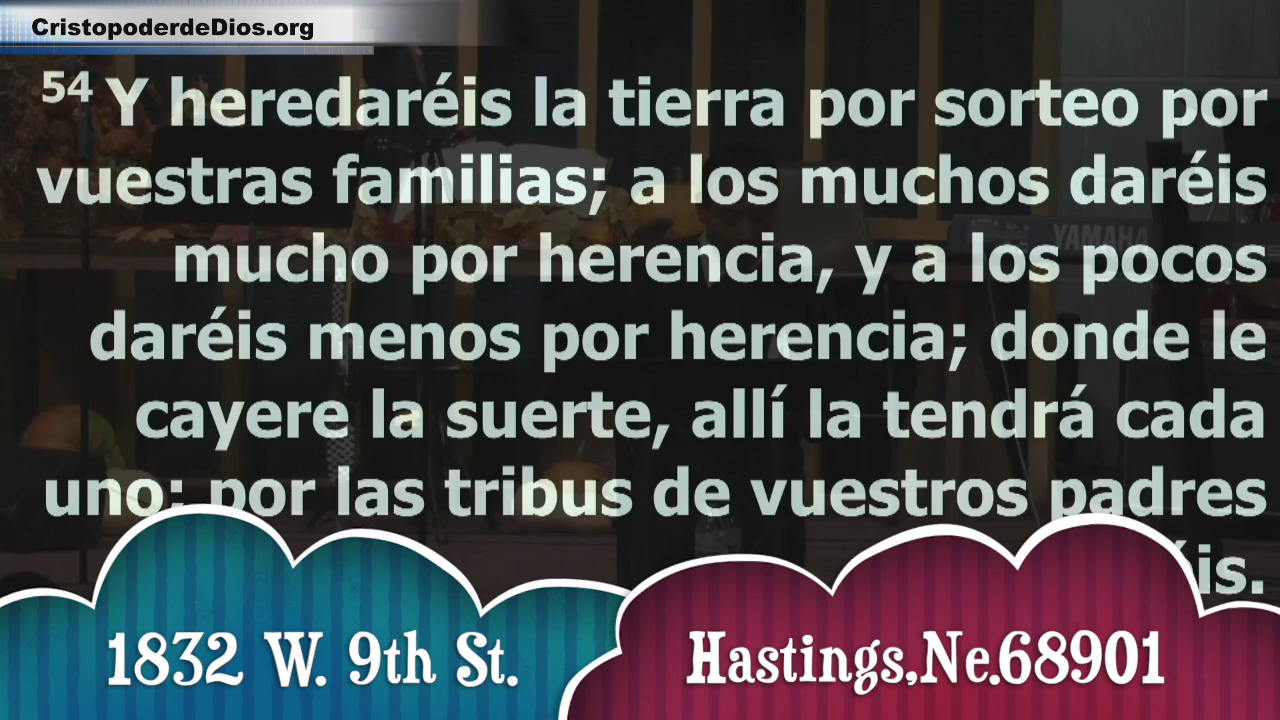 CristopoderdeDios.org
54 Y heredaréis la tierra por sorteo por
vuestras familias; a los muchos daréis
mucho por herencia, y a los pocos
daréis menos por herencia; donde le
cayere la suerte, allí la tendrá cada
uno; por las tribus de vuestros padres
YAMAHA
1832 W. 9th St.
Hastings,Ne.68901